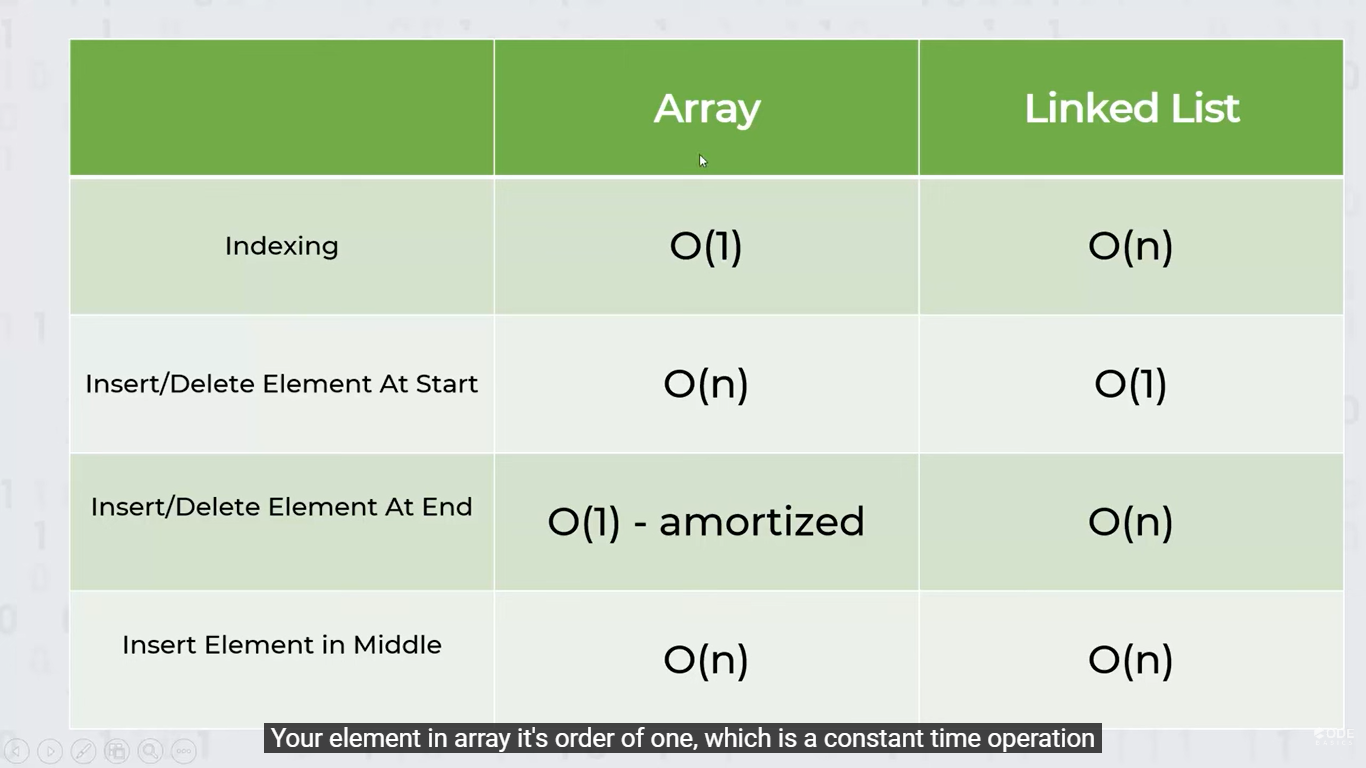 Array Linked List
Indexing O(1) O(n)
Insert/Delete Element At Start O(n) O(1)
Insert/Delete Element At End O(1) - amortized O(n)
Insert Element in Middle O(n) O(n)
Your element in array it's order of one, which is a constant time operation
CODE